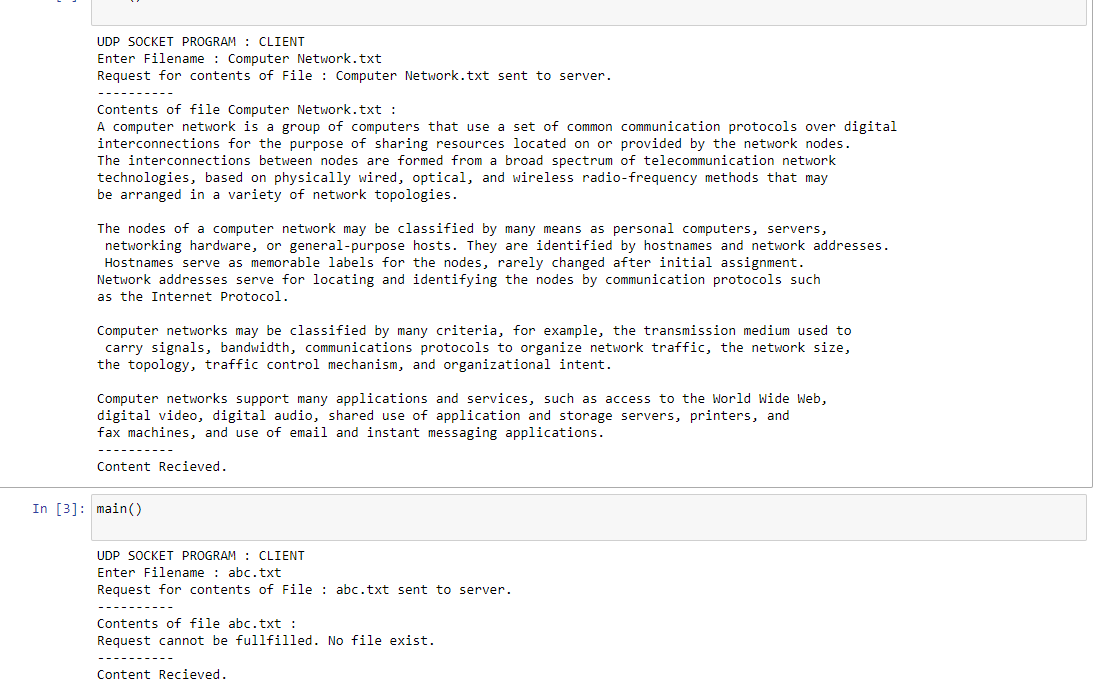 UDP SOCKET PROGRAM : CLIENT
Enter Filename : Computer Network.txt
Request for contents of File : Computer Network.txt sent to server.
----------
Contents of file Computer Network.txt :
A computer network is a group of computers that use a set of common communication protocols over digital
interconnections for the purpose of sharing resources located on or provided by the network nodes.
The interconnections between nodes are formed from a broad spectrum of telecommunication network
technologies, based on physically wired, optical, and wireless radio-frequency methods that may
be arranged in a variety of network topologies.

The nodes of a computer network may be classified by many means as personal computers, servers,
 networking hardware, or general-purpose hosts. They are identified by hostnames and network addresses.
 Hostnames serve as memorable labels for the nodes, rarely changed after initial assignment.
Network addresses serve for locating and identifying the nodes by communication protocols such
as the Internet Protocol.

Computer networks may be classified by many criteria, for example, the transmission medium used to
 carry signals, bandwidth, communications protocols to organize network traffic, the network size,
the topology, traffic control mechanism, and organizational intent.

Computer networks support many applications and services, such as access to the World Wide Web,
digital video, digital audio, shared use of application and storage servers, printers, and
fax machines, and use of email and instant messaging applications.
----------
Content Recieved.
In [3]: main()
UDP SOCKET PROGRAM : CLIENT
Enter Filename : abc.txt
Request for contents of File : abc.txt sent to server.
----------
Contents of file abc.txt :
Request cannot be fullfilled. No file exist.
----------
Content Recieved.